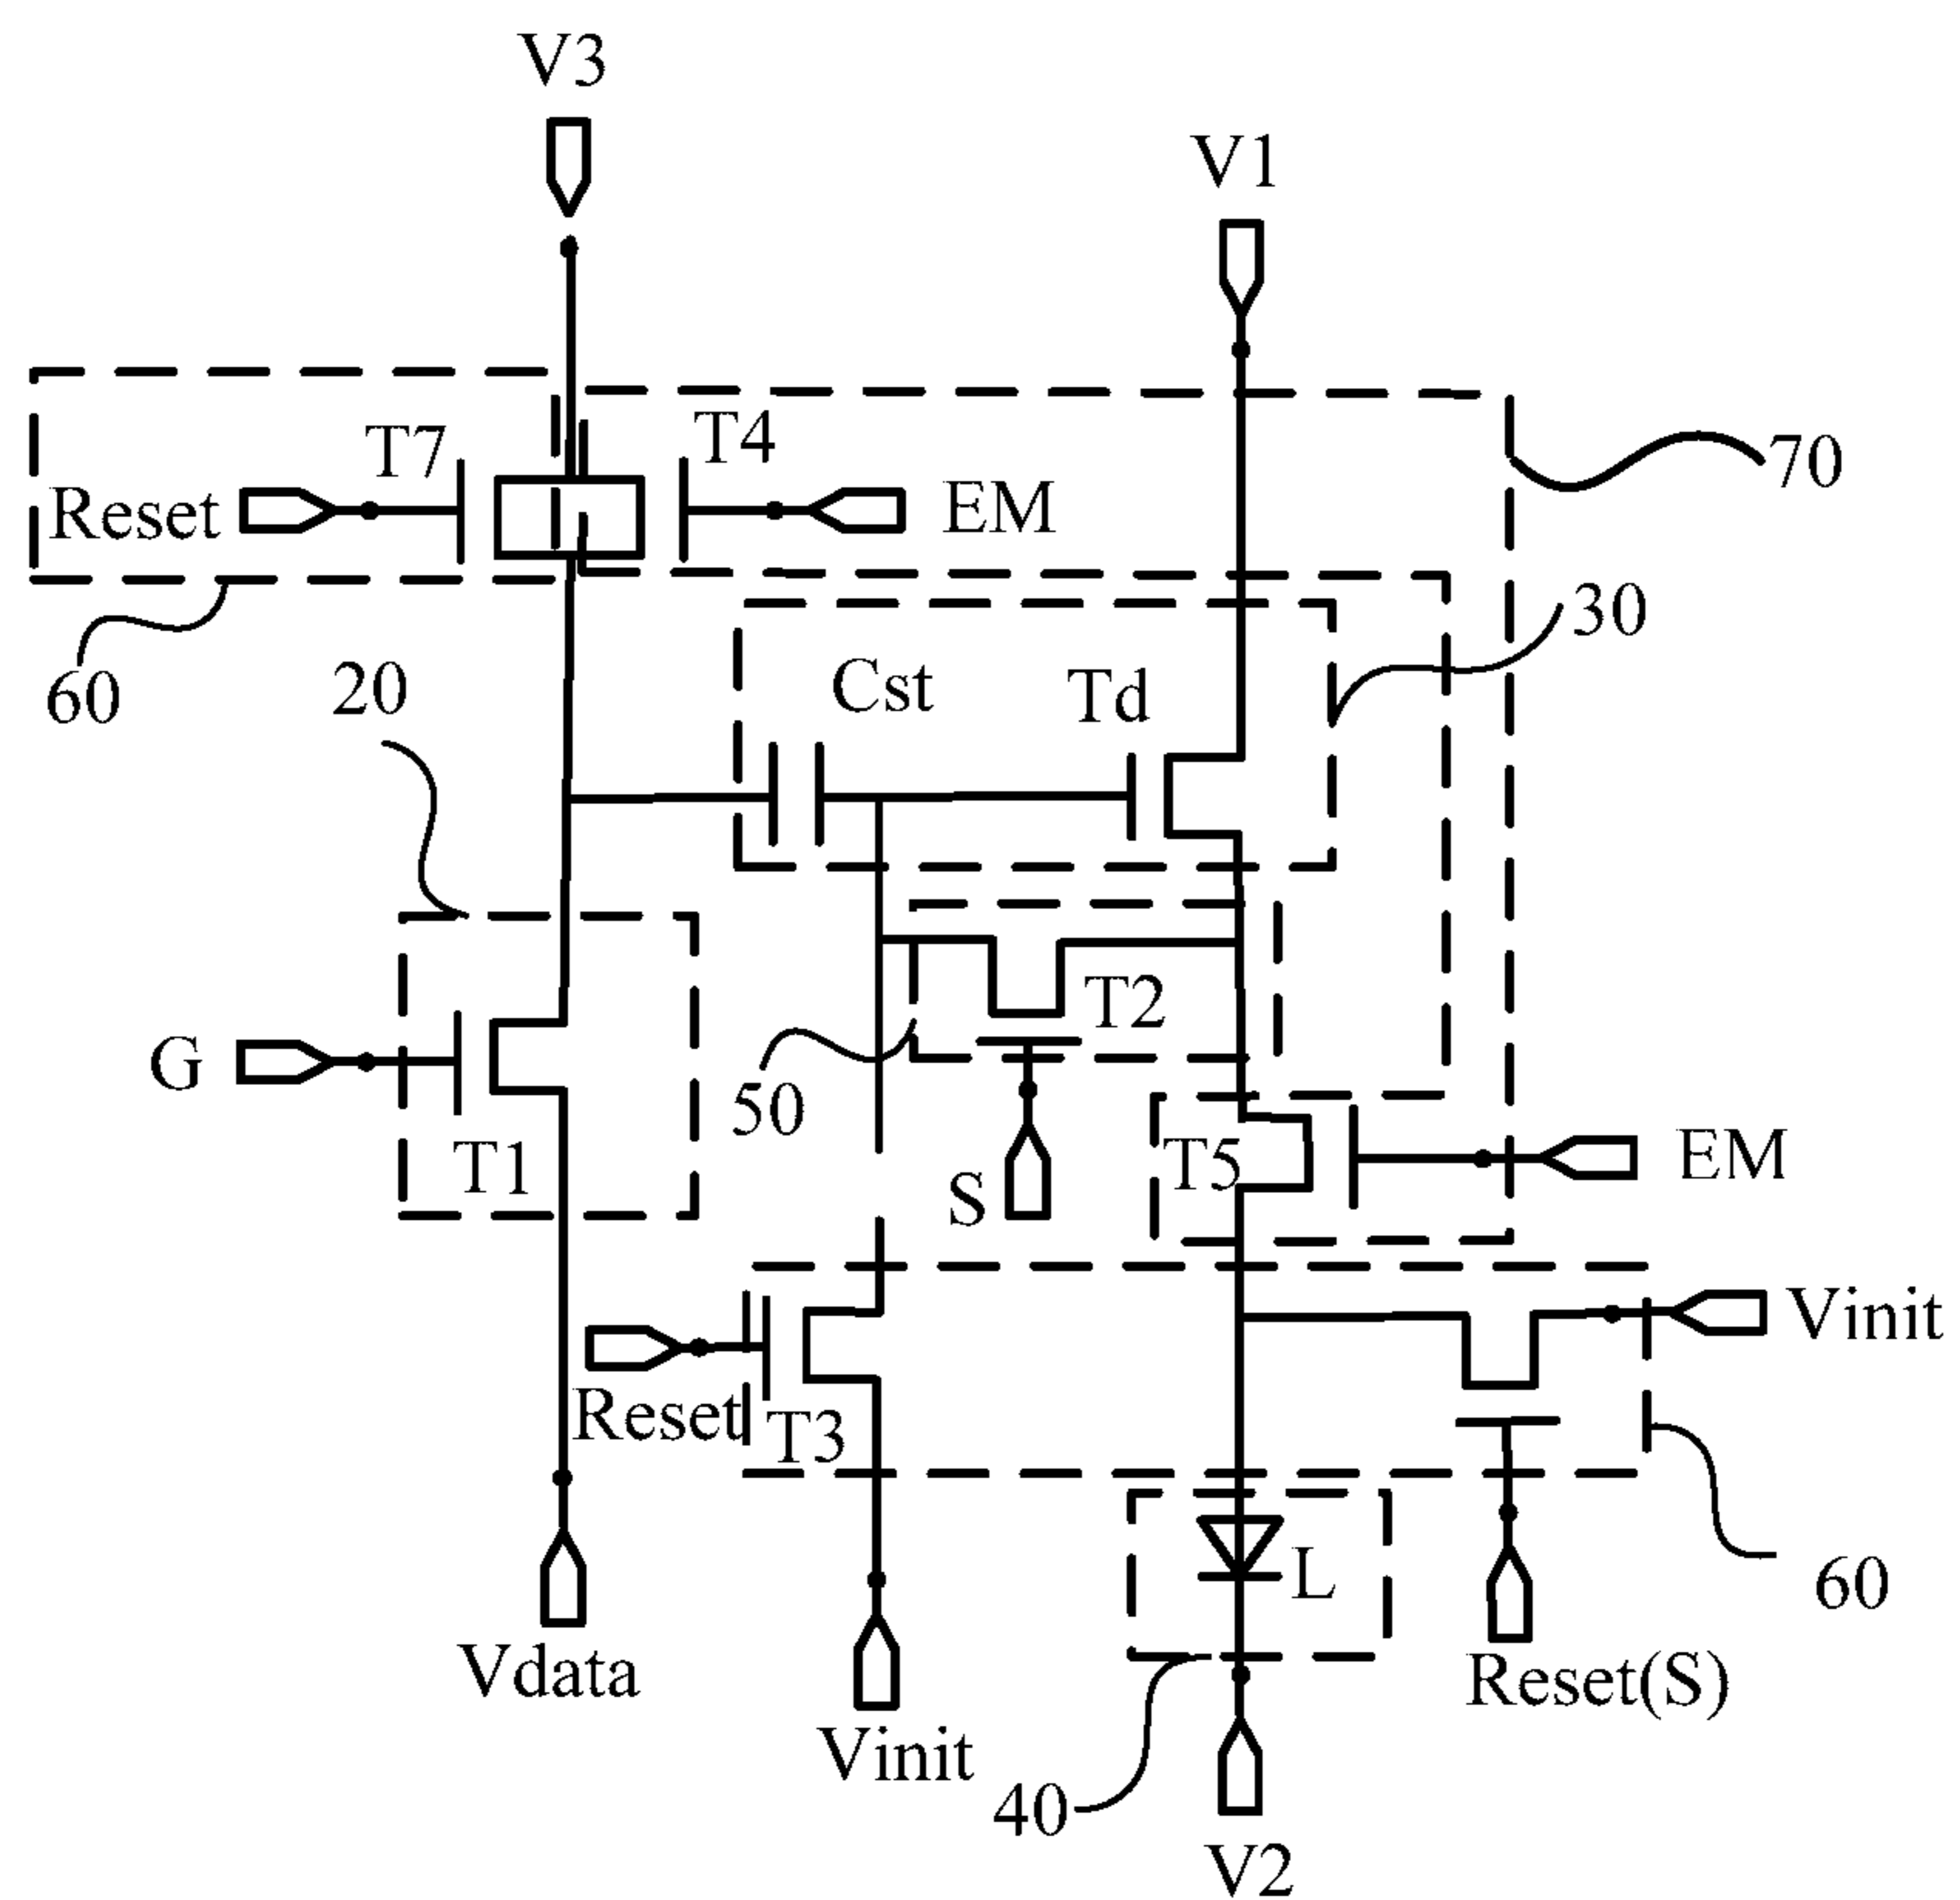 V3
V1
T7
T4
70
Reset
EM
30
60
20
Cst
Td
T2
G
50
T1
S
T5
EM
Vinit
Reset
T3
L
60
Vdata
Reset(S)
Vinit
40
V2